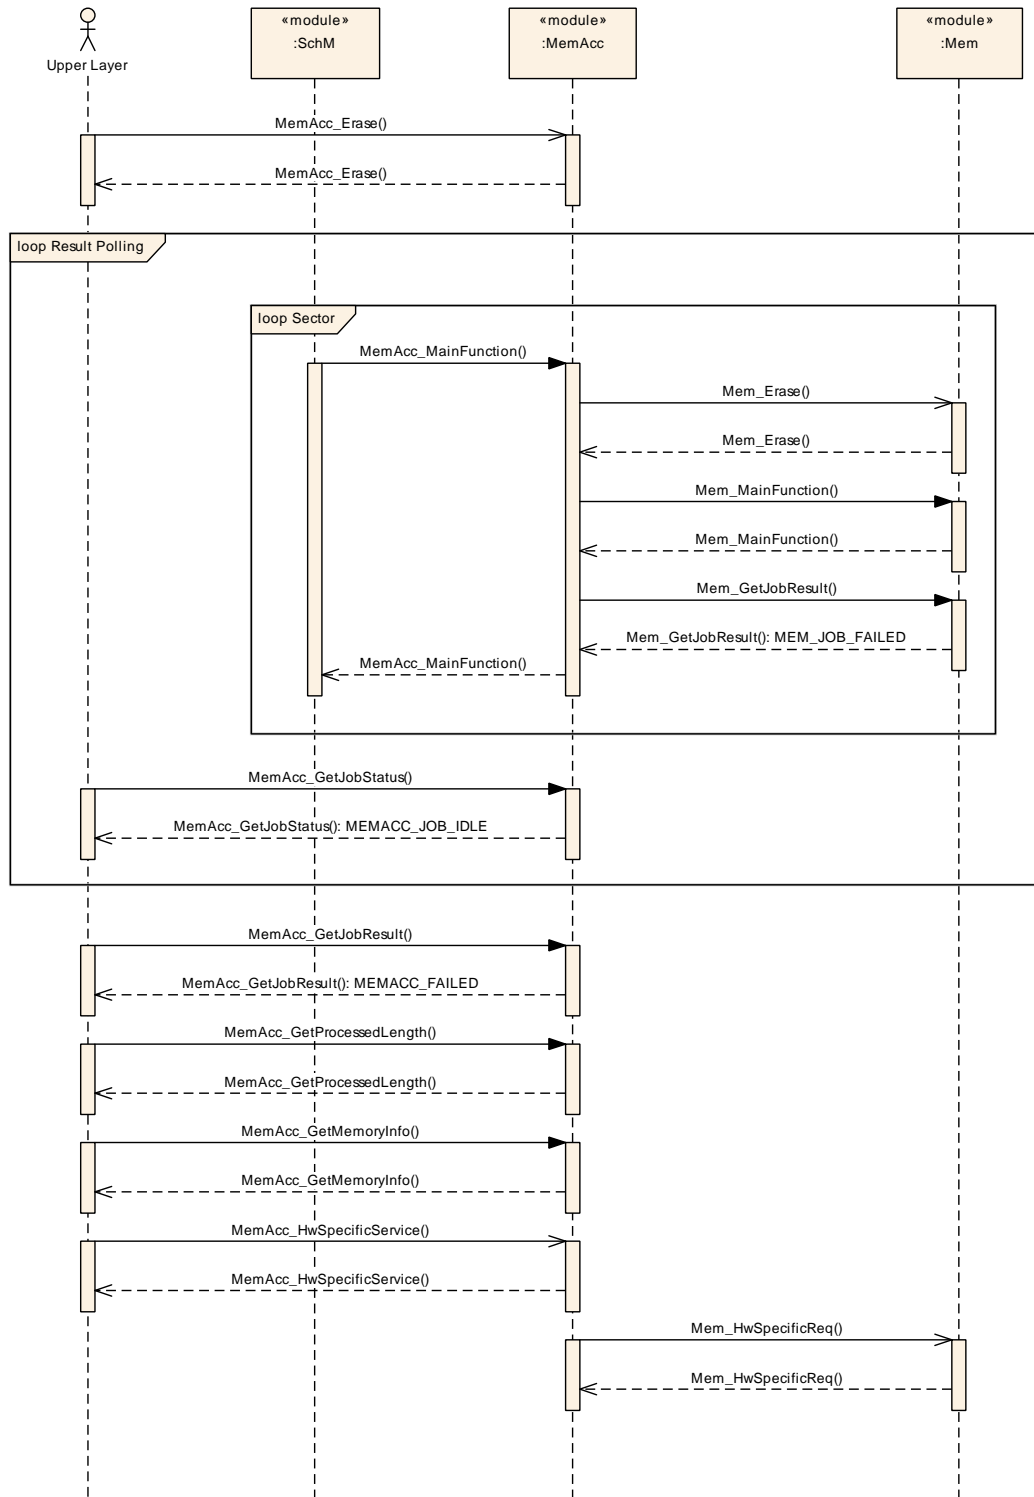 «module»
:SchM
«module»
:MemAcc
«module»
:Mem
Upper Layer
MemAcc_Erase()
MemAcc_Erase()
loop Result Polling
loop Sector
MemAcc_MainFunction()
Mem_Erase()
Mem_Erase()
Mem_MainFunction()
Mem_MainFunction()
Mem_GetJobResult()
Mem_GetJobResult(): MEM_JOB_FAILED
MemAcc_MainFunction()
MemAcc_GetJobStatus()
MemAcc_GetJobStatus(): MEMACC_JOB_IDLE
MemAcc_GetJobResult()
MemAcc_GetJobResult(): MEMACC_FAILED
MemAcc_GetProcessedLength()
MemAcc_GetProcessedLength()
MemAcc_GetMemoryInfo()
MemAcc_GetMemoryInfo()
MemAcc_HwSpecificService()
MemAcc_HwSpecificService()
Mem_HwSpecificReq()
Mem_HwSpecificReq()